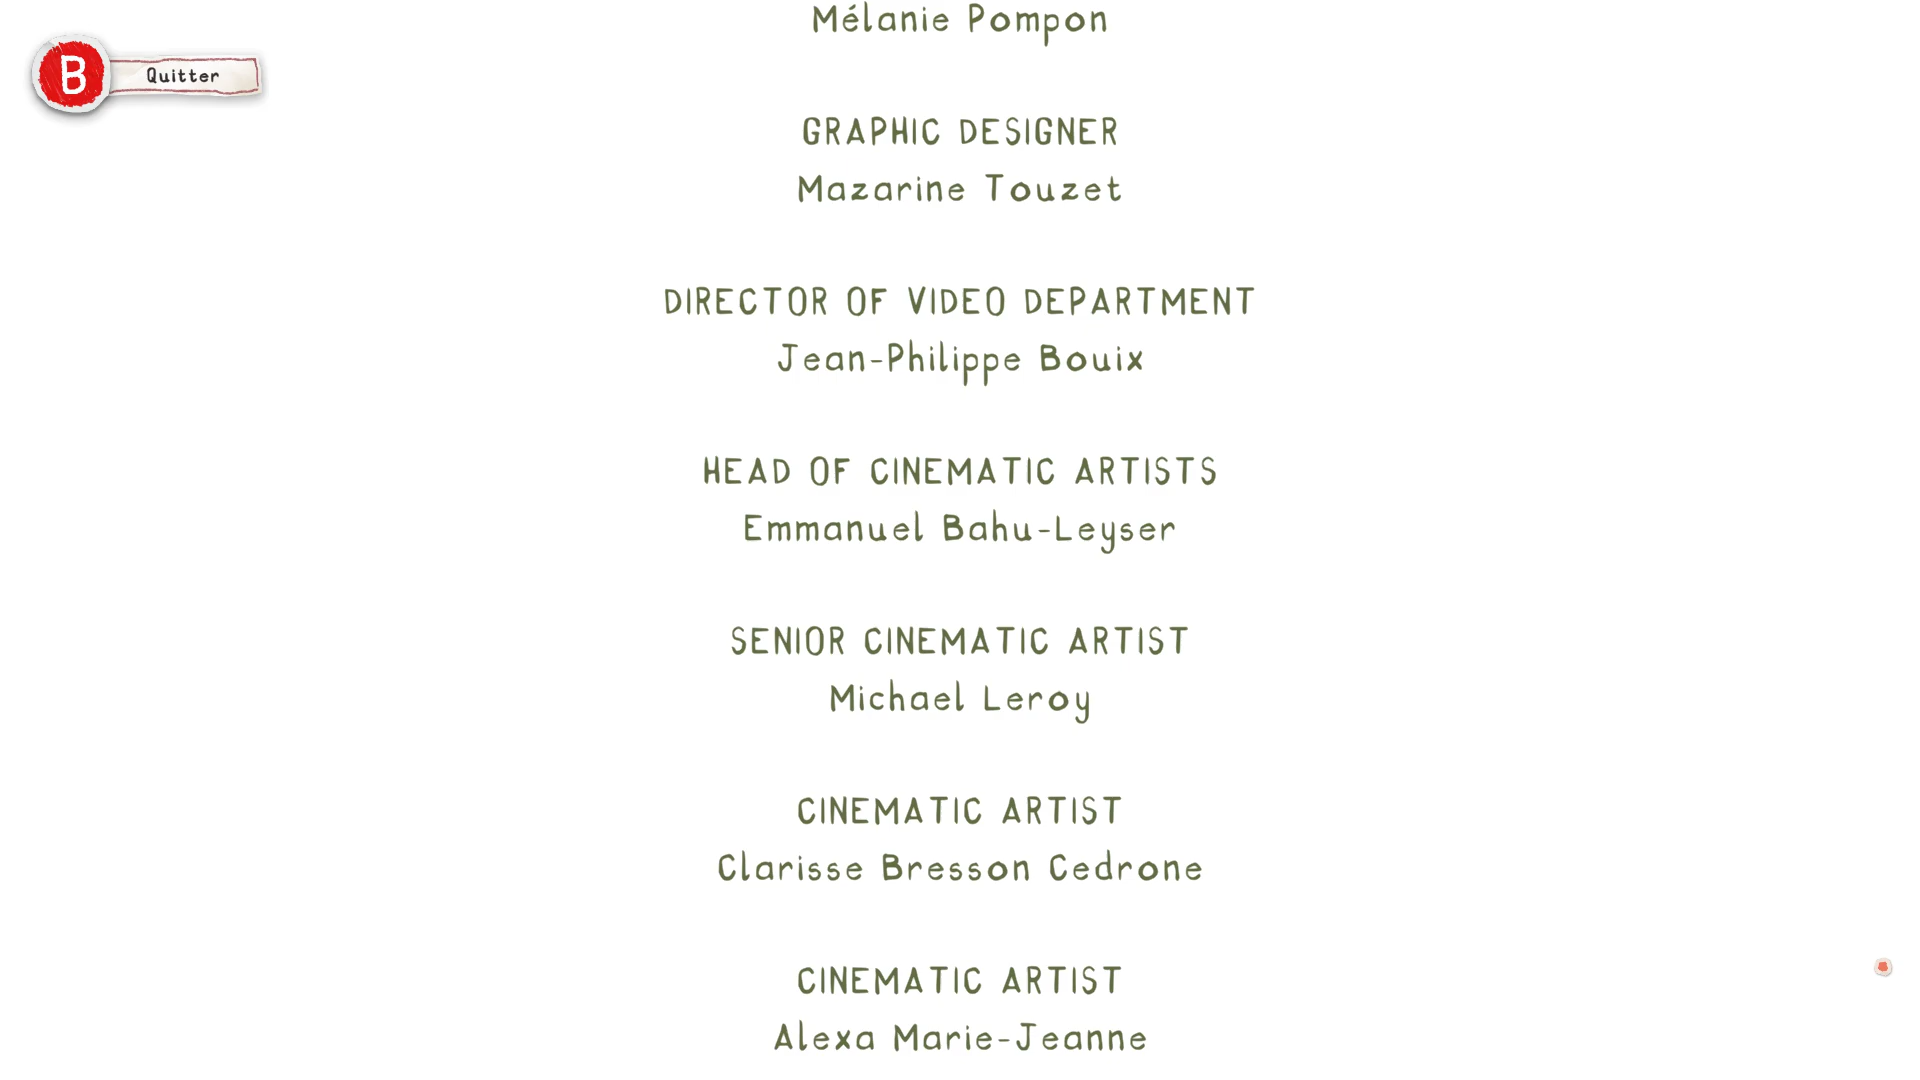 Mélanie Pompon
B
Quitter
GRAPHIC DESIGNER
Mazarine Touzet
DIRECTOR OF VIDEO DEPARTMENT
Jean-Philippe Bouix
HEAD OF CINEMATIC ARTISTS
Emmanuel Bahu-Leyser
SENIOR CINEMATIC ARTIST
Michael Leroy
CINEMATIC ARTIST
Clarisse Bresson Cedrone
CINEMATIC ARTIST
Alexa Marie-Jeanne